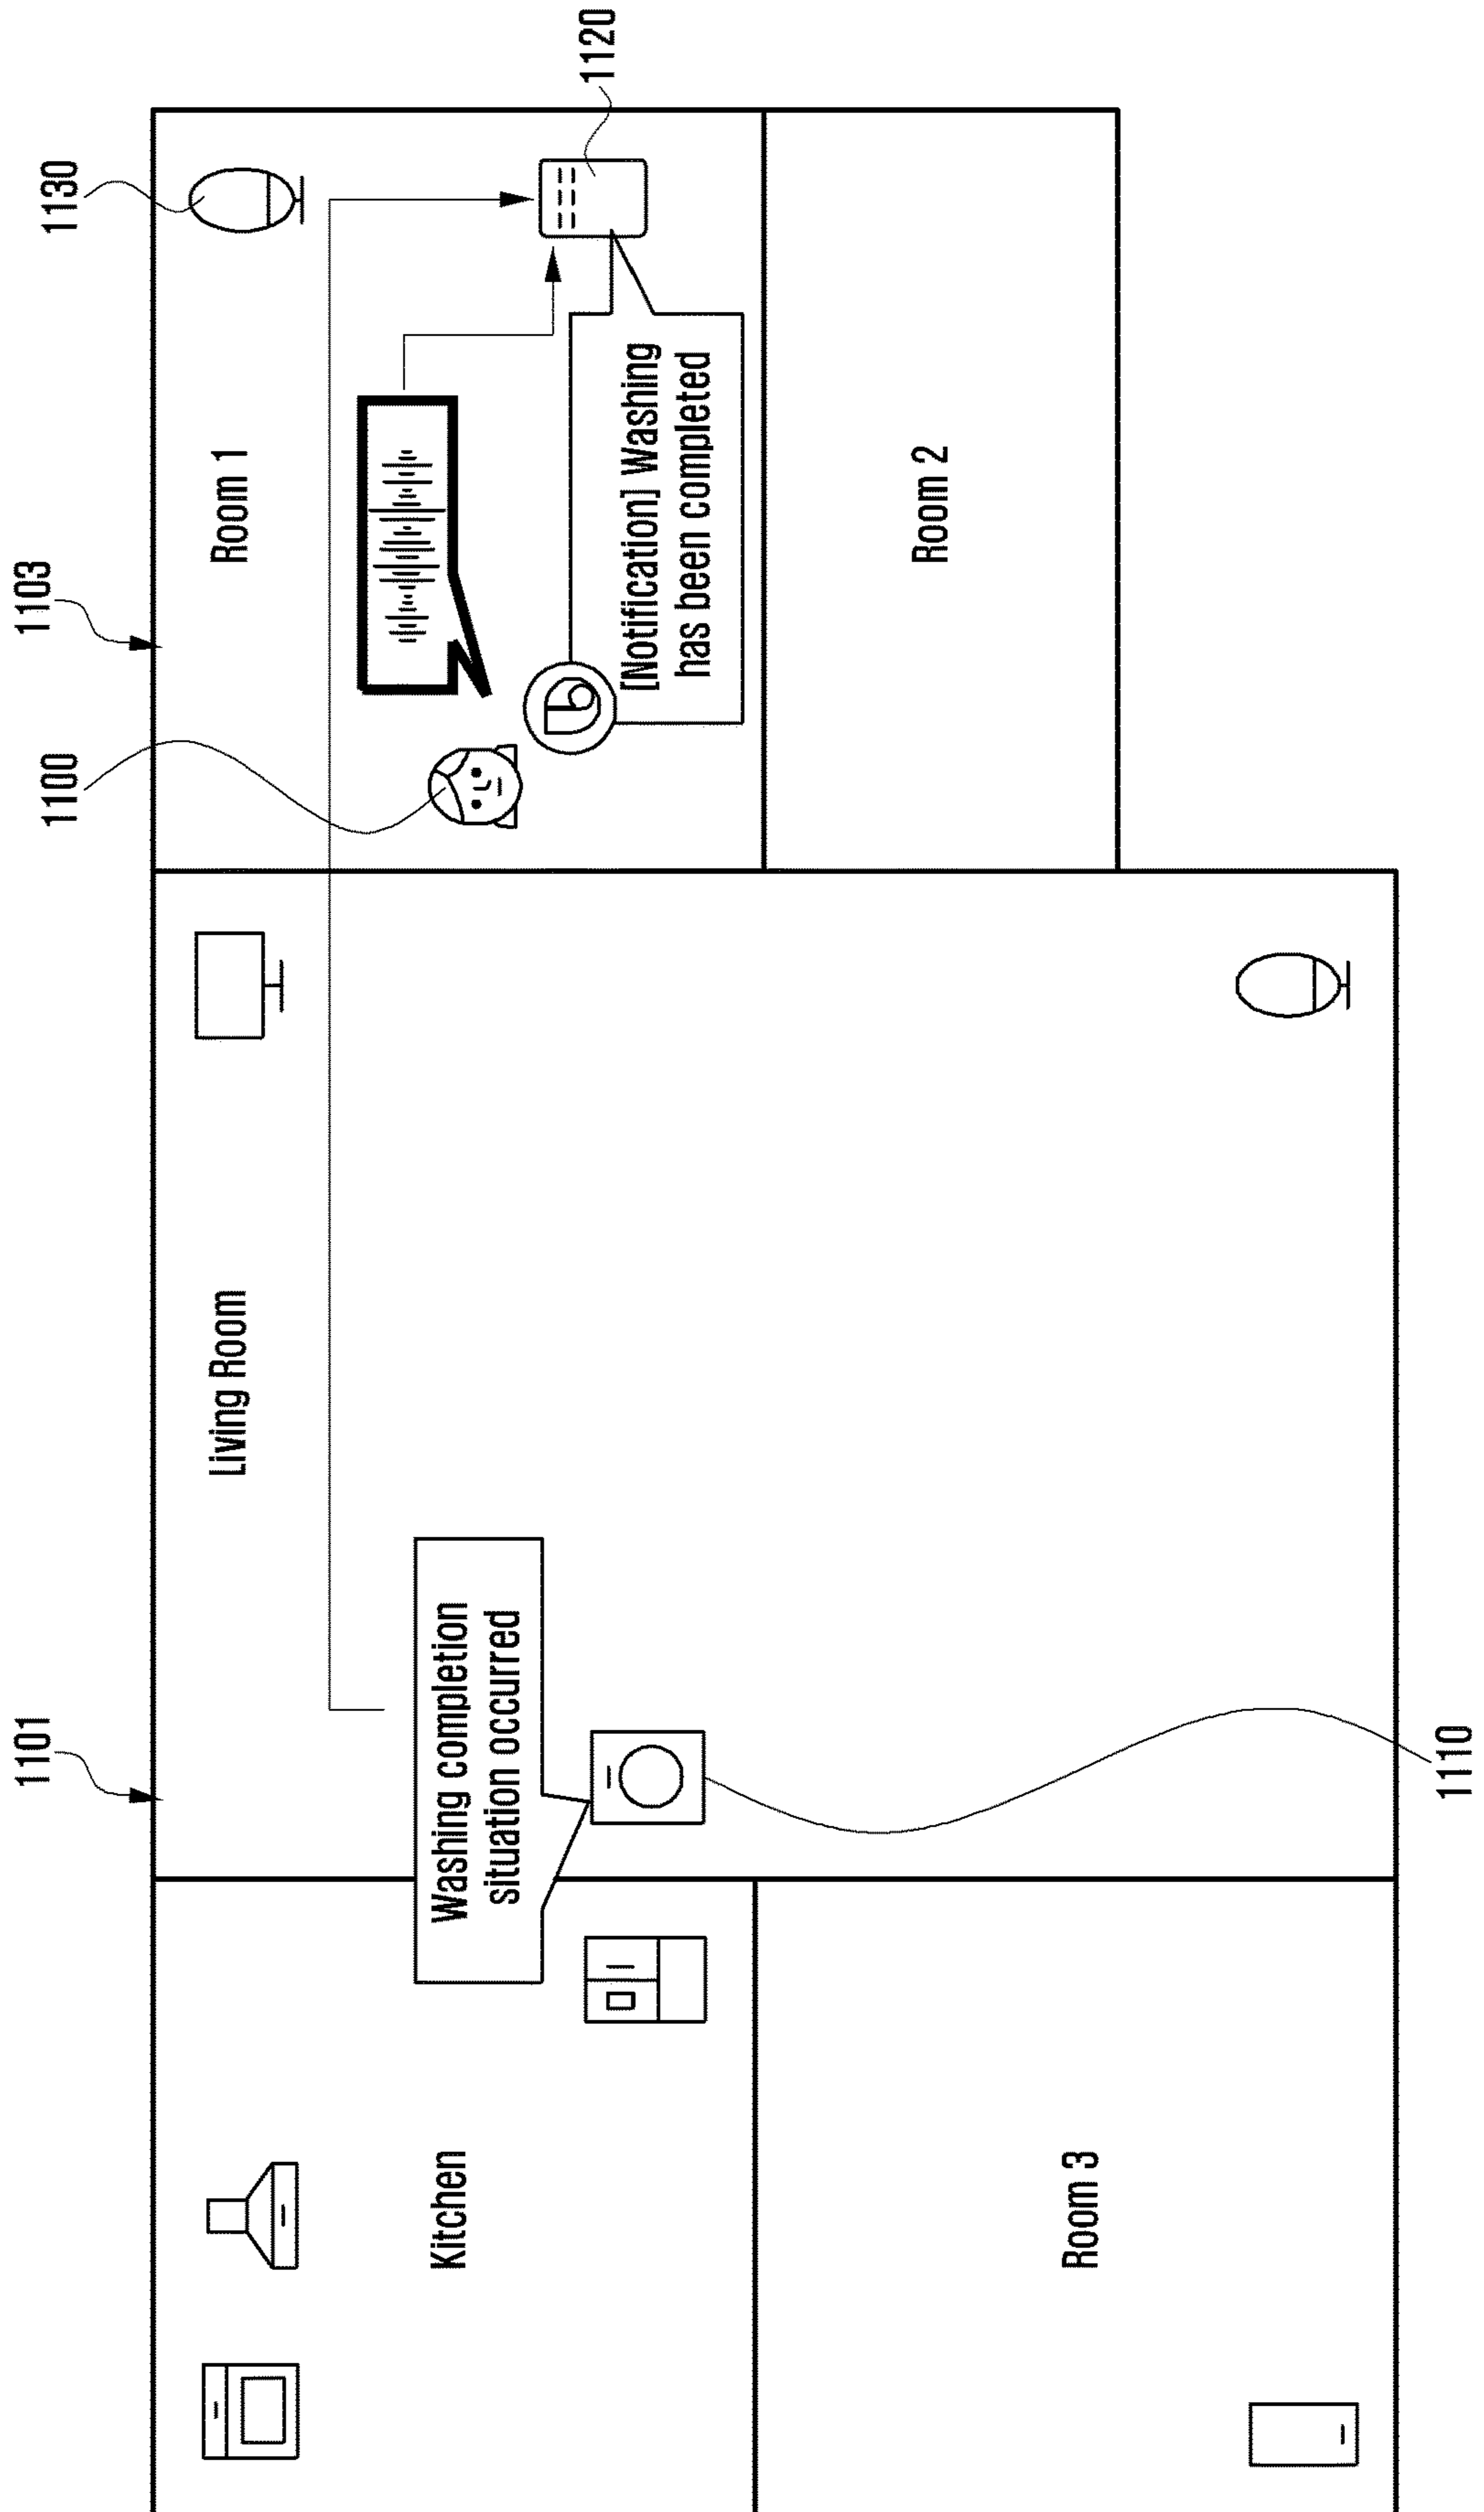 1101
1103
1100
1130
Living Room
Room 1
Kitchen
Washing completion
situation occurred
1120
[Notification] Washing
has been completed
Room 2
Room 3
1110